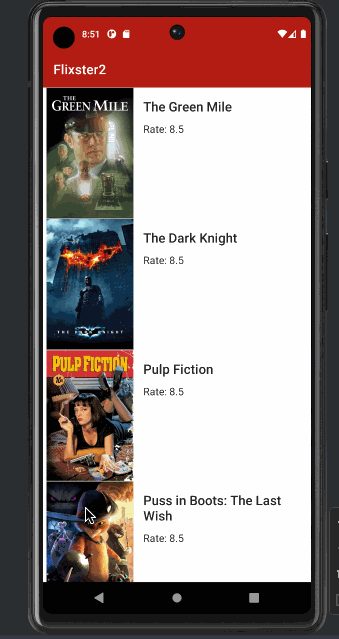 8:51
Flixster2
THE
GREEN MILE
The Green Mile
Rate: 8.5
The Dark Knight
Rate: 8.5
THE DARK KNIGHT
PULP FICTION
10¢
Pulp Fiction
Rate: 8.5
Puss in Boots: The Last
Wish
Rate: 8.5